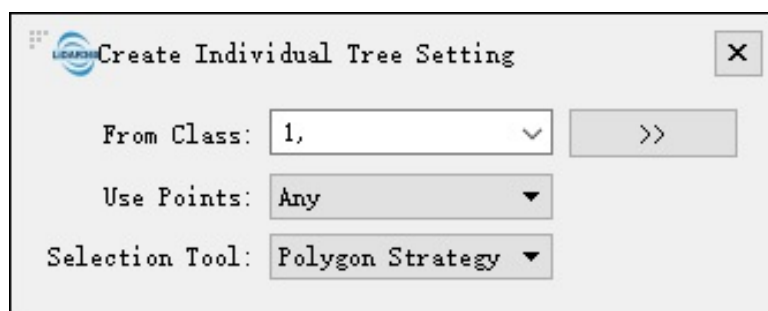 Create Individual Tree Setting
From Class: 1, >>
Use Points: Any
Selection Tool: Polygon Strategy